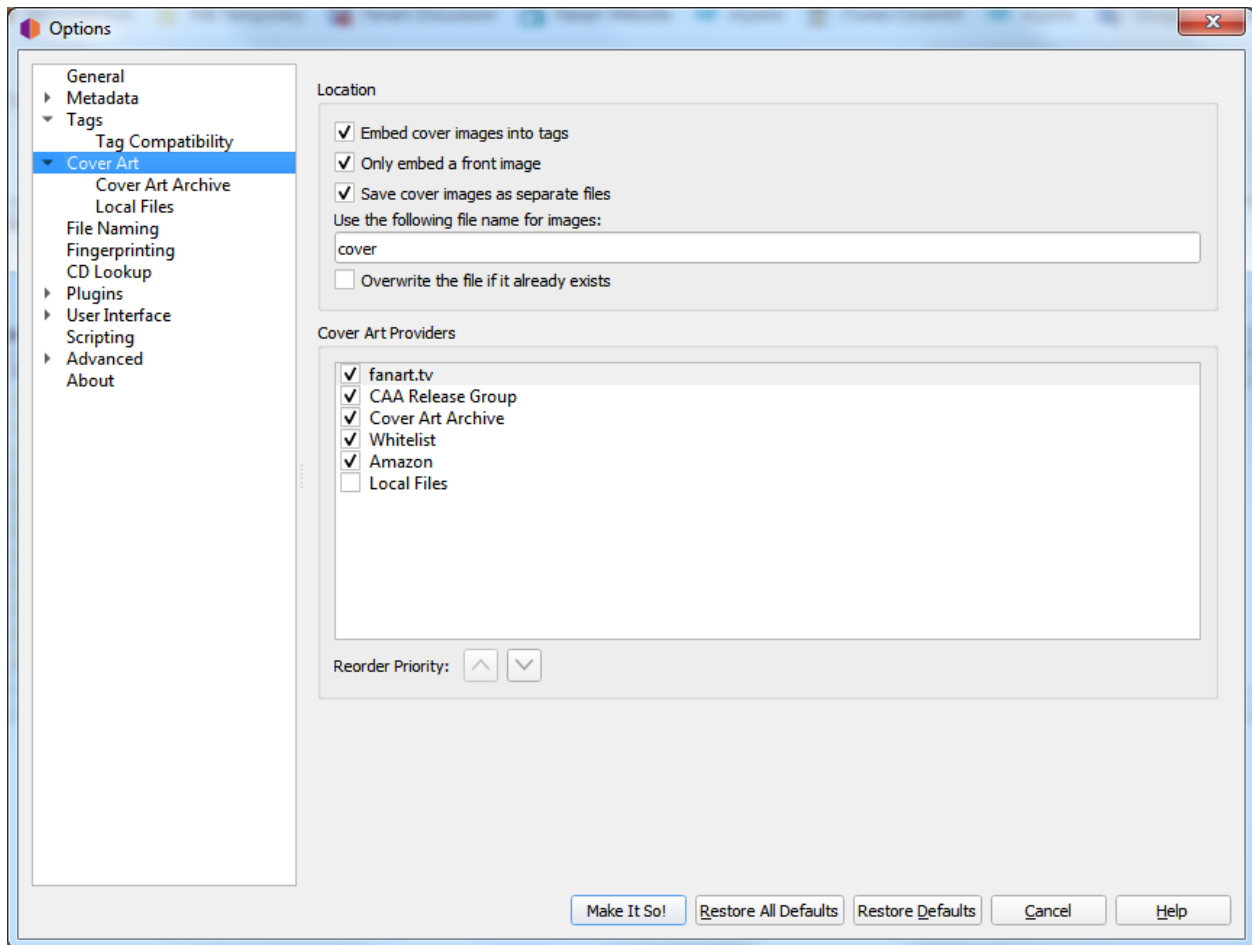 Options
General
Metadata
Tags
Tag Compatibility
Cover Art
Cover Art Archive
Local Files
File Naming
Fingerprinting
CD Lookup
Plugins
User Interface
Scripting
Advanced
About
Location
Embed cover images into tags
Only embed a front image
Save cover images as separate files
Use the following file name for images:
cover
Overwrite the file if it already exists
Cover Art Providers
fanart.tv
CAA Release Group
Cover Art Archive
Whitelist
Amazon
Local Files
Reorder Priority:
Make It So! Restore All Defaults Restore Defaults Cancel Help